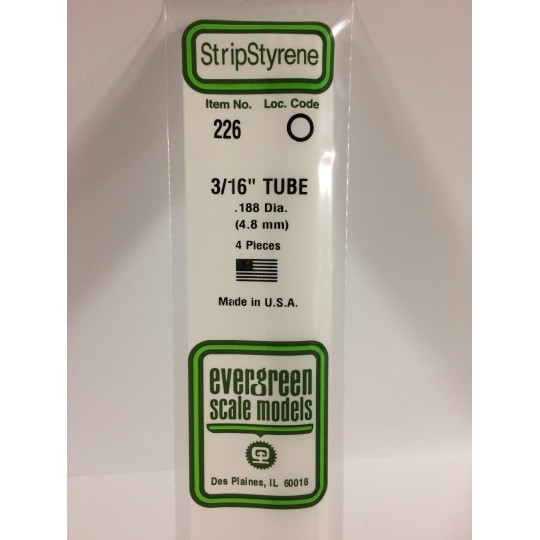 StripStyrene
Item No. Loc. Code
226
3/16" TUBE
.188 Dia.
(4.8 mm)
4 Pieces
Made in U.S.A.
evergreen
scale models
Des Plaines, IL 60018